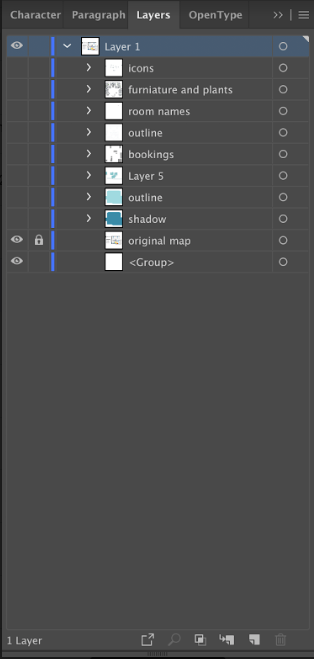 Character Paragraph Layers OpenType
Layer 1
icons
furniature and plants
room names
outline
bookings
Layer 5
outline
shadow
original map
<Group>
1 Layer